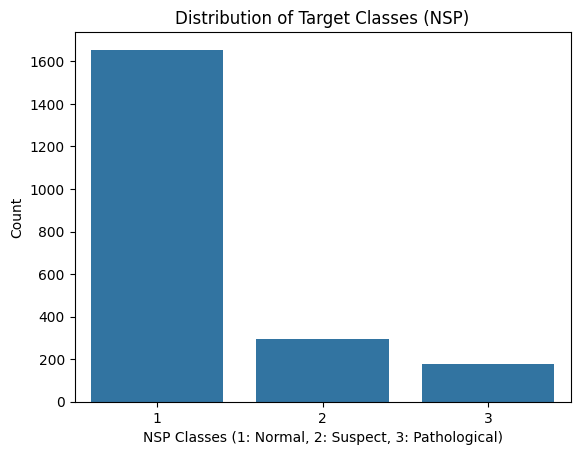 Distribution of Target Classes (NSP)
1600
1400
1200
1000
800
600
400
200
0
Count
1 2 3
NSP Classes (1: Normal, 2: Suspect, 3: Pathological)